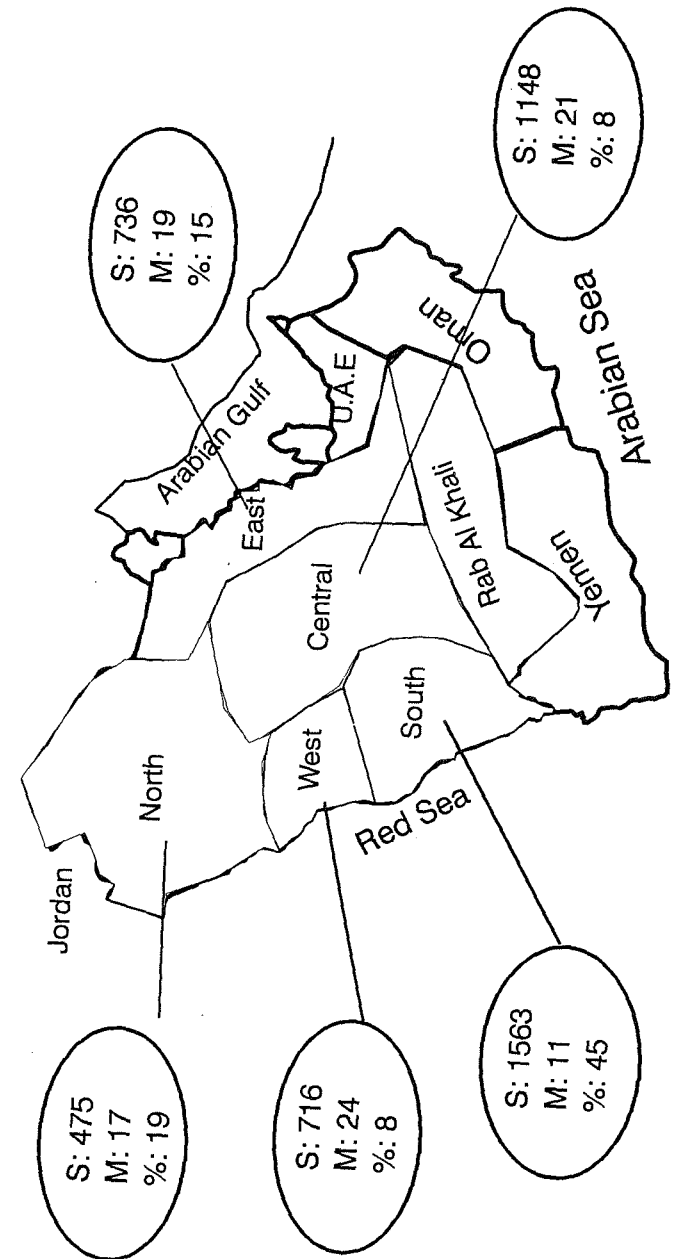 Jordan
North
West
Central
East
South
Rab Al Khali
Yemen
Oman
U.A.E
Arabian Gulf
Red Sea
Arabian Sea
S: 475
M: 17
%: 19
S: 716
M: 24
%: 8
S: 1563
M: 11
%: 45
S: 736
M: 19
%: 15
S: 1148
M: 21
%: 8